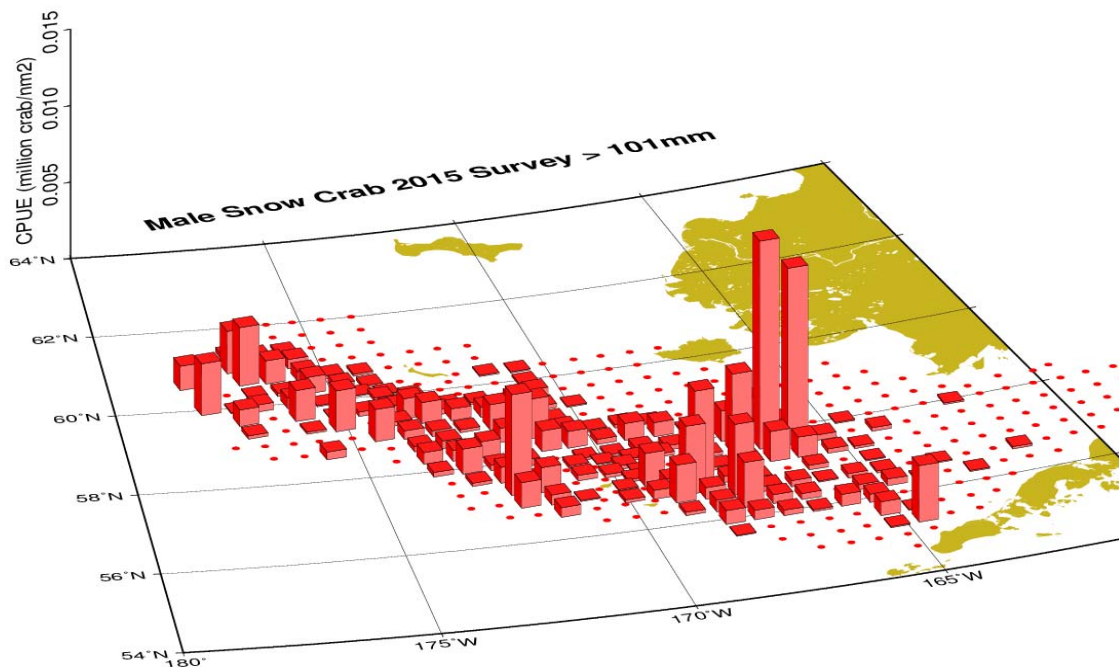 0.015
0.010
0.005
CPUE (million crab/nm2)
Male Snow Crab 2015 Survey > 101mm
64˚N
62˚N
60˚N
58˚N
56˚N
54˚N
180˚
175˚W
170˚W
165˚W